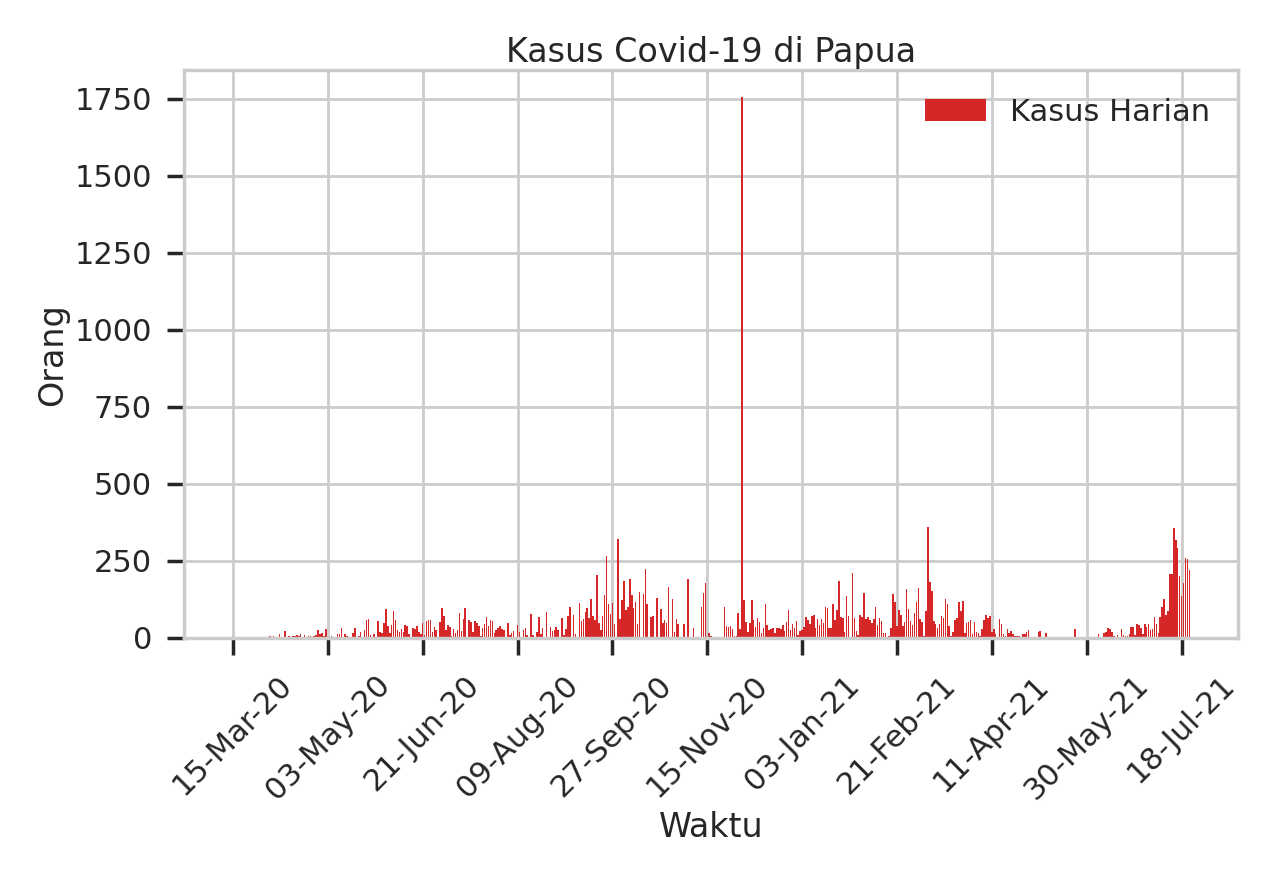 Kasus Covid-19 di Papua
Kasus Harian
Orang
1750
1500
1250
1000
750
500
250
0
15-Mar-20
03-May-20
21-Jun-20
09-Aug-20
27-Sep-20
15-Nov-20
03-Jan-21
21-Feb-21
11-Apr-21
30-May-21
18-Jul-21
Waktu